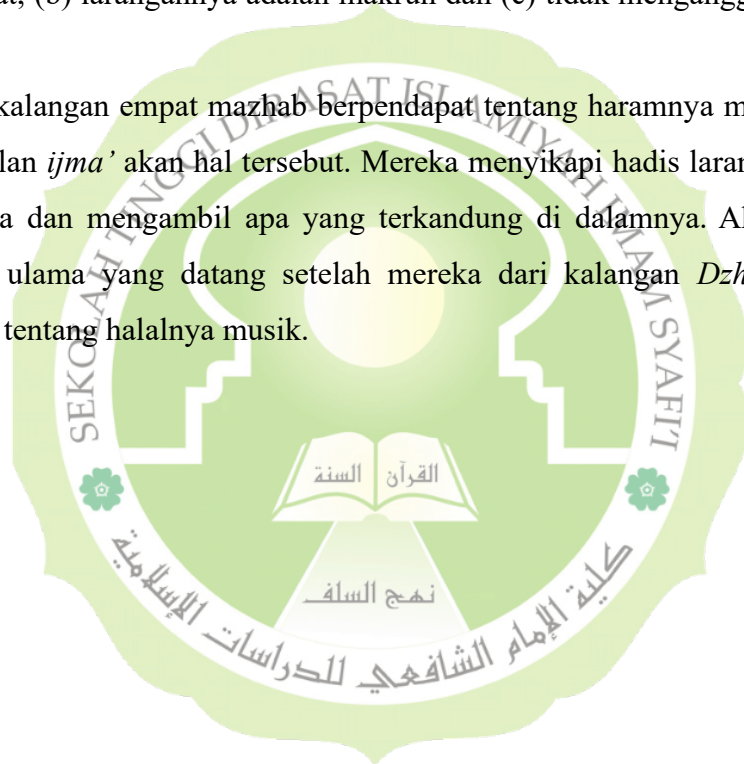 at, (b) larangannya adalah makruh dan (c) tidak mengangg
kalangan empat mazhab berpendapat tentang haramnya m
lan ijma’ akan hal tersebut. Mereka menyikapi hadis laran
a dan mengambil apa yang terkandung di dalamnya. Al
ulama yang datang setelah mereka dari kalangan Dzh
tentang halalnya musik.
SEKOLAH TINGGI DIRASAT ISLAMIYAH IMAM SYAFI'I
القرآن السنة
نهج السلف
كلية الإمام الشافعي للدراسات الإسلامية